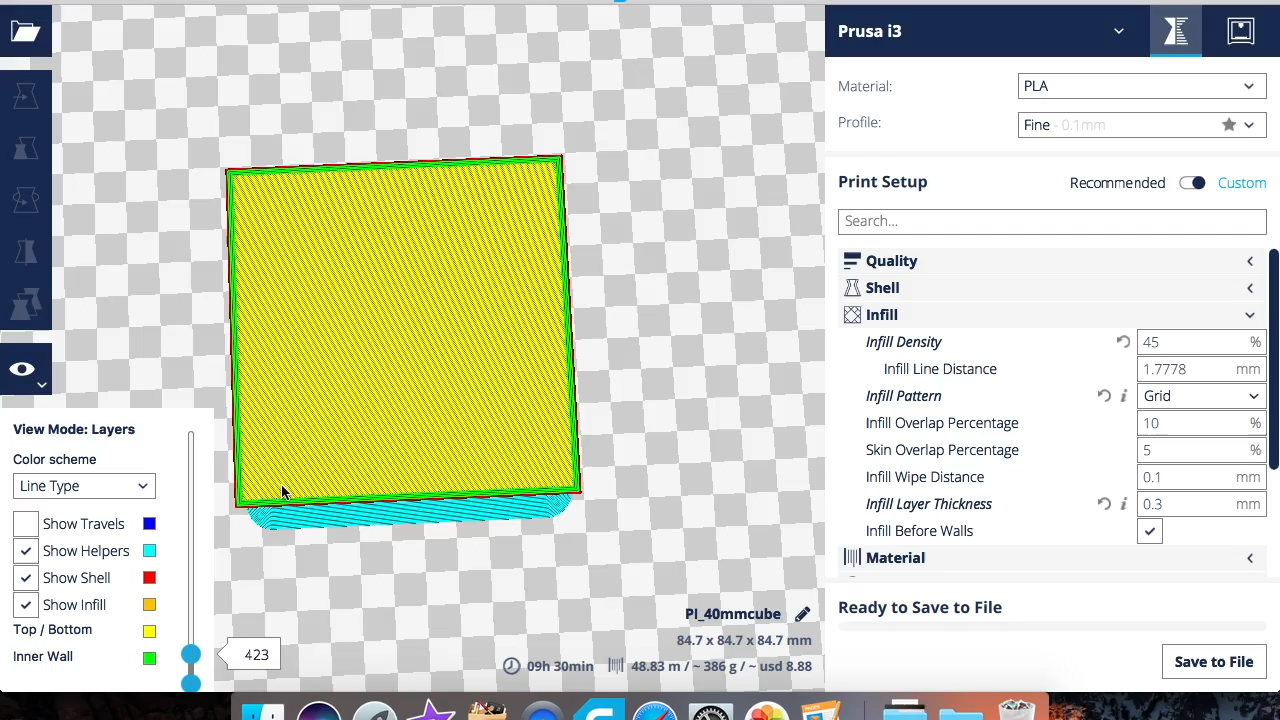 Prusa i3
Material:
PLA
Profile:
Fine - 0.1mm
Print Setup
Recommended
Custom
Search...
Quality
Shell
Infill
Infill Density
45 %
Infill Line Distance
1.7778 mm
Infill Pattern
Grid
Infill Overlap Percentage
10 %
Skin Overlap Percentage
5 %
Infill Wipe Distance
0.1 mm
Infill Layer Thickness
0.3 mm
Infill Before Walls
Material
Ready to Save to File
Save to File
View Mode: Layers
Color scheme
Line Type
Show Travels
Show Helpers
Show Shell
Show Infill
Top / Bottom
Inner Wall
423
PI_40mmcube
84.7 x 84.7 x 84.7 mm
09h 30min
48.83 m / ~ 386 g / ~ usd 8.88